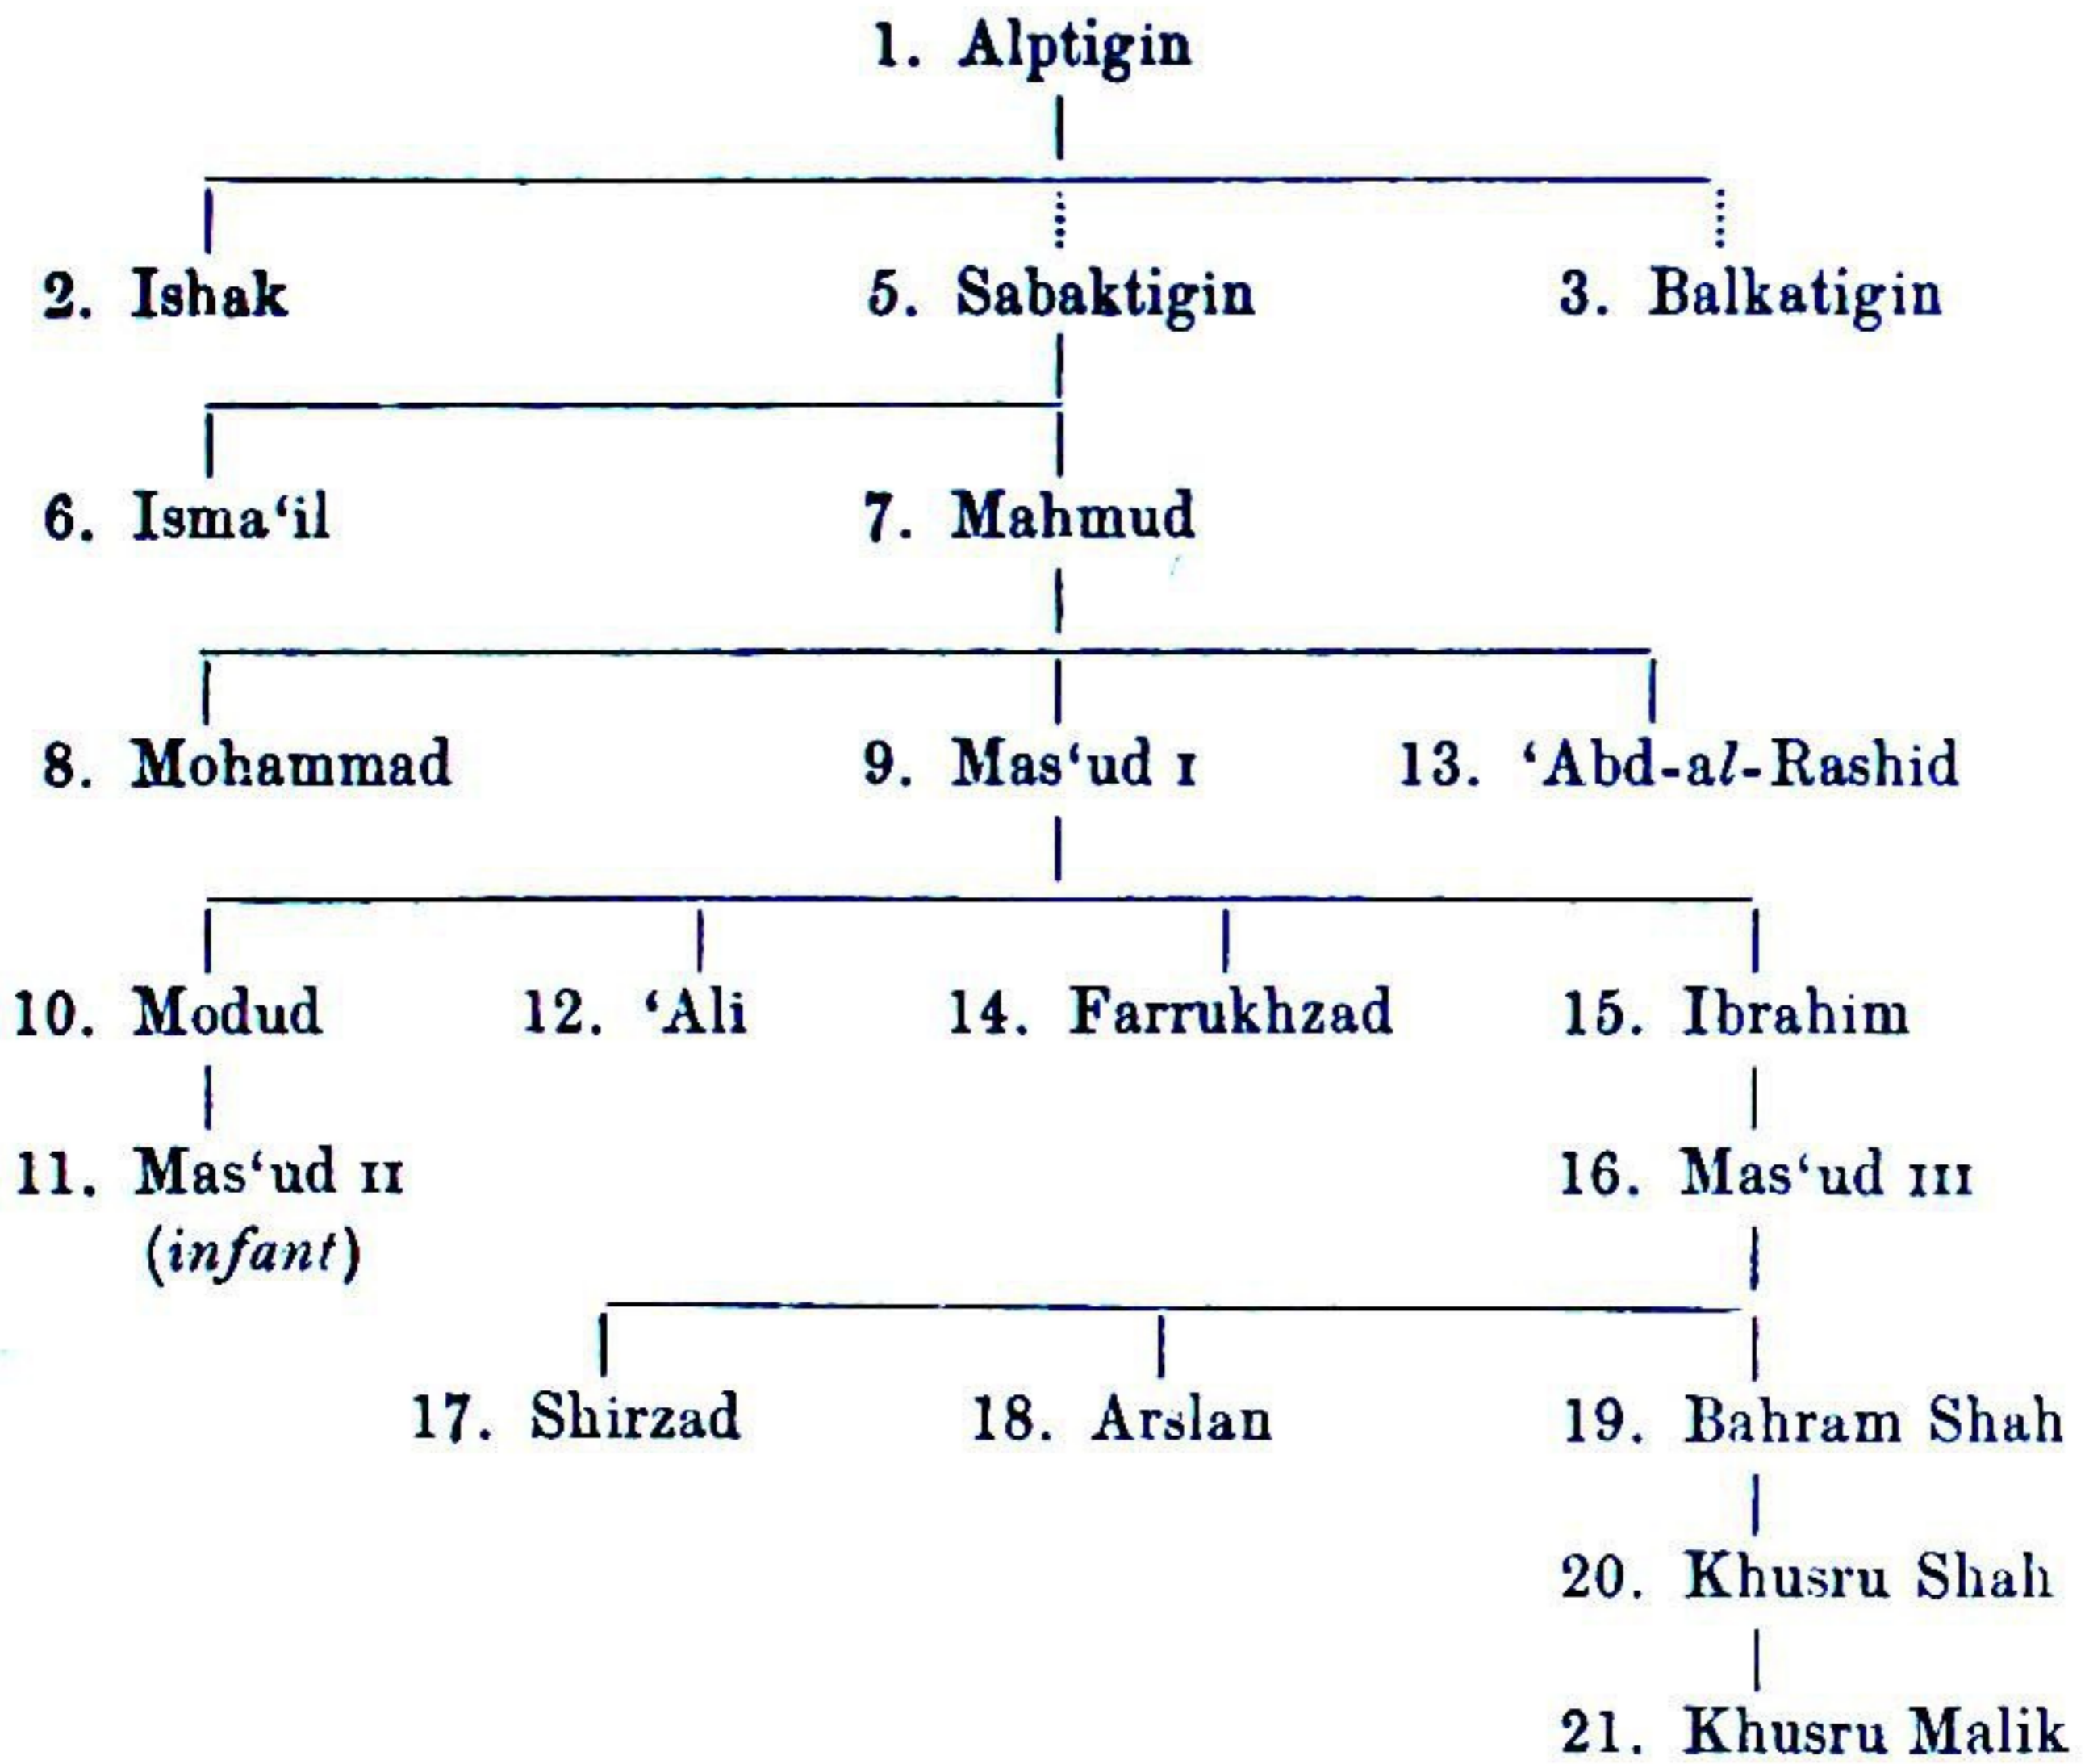 1. Alptigin
2. Ishak 5. Sabaktigin 3. Balkatigin
6. Isma‘il 7. Mahmud
8. Mohammad 9. Mas‘ud I 13. ‘Abd-al-Rashid
10. Modud 12. ‘Ali 14. Farrukhzad 15. Ibrahim
11. Mas‘ud II 16. Mas‘ud III
(infant)
17. Shirzad 18. Arslan 19. Bahram Shah
20. Khusru Shah
21. Khusru Malik